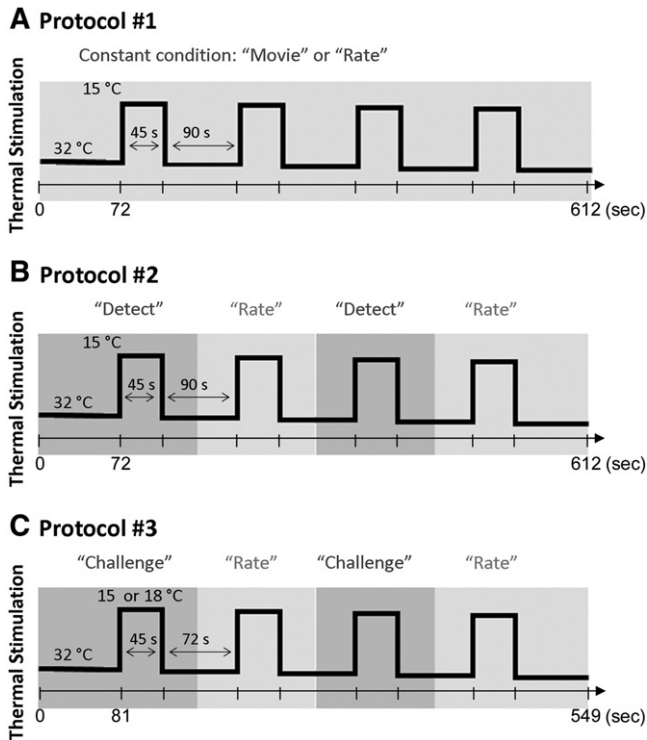 A Protocol #1
Constant condition: “Movie” or “Rate”
Thermal Stimulation
15 °C
45 s
90 s
32 °C
0
72
612 (sec)
B Protocol #2
“Detect” “Rate” “Detect” “Rate”
Thermal Stimulation
15 °C
45 s
90 s
32 °C
0
72
612 (sec)
C Protocol #3
“Challenge” “Rate” “Challenge” “Rate”
Thermal Stimulation
15 or 18 °C
45 s
72 s
32 °C
0
81
549 (sec)